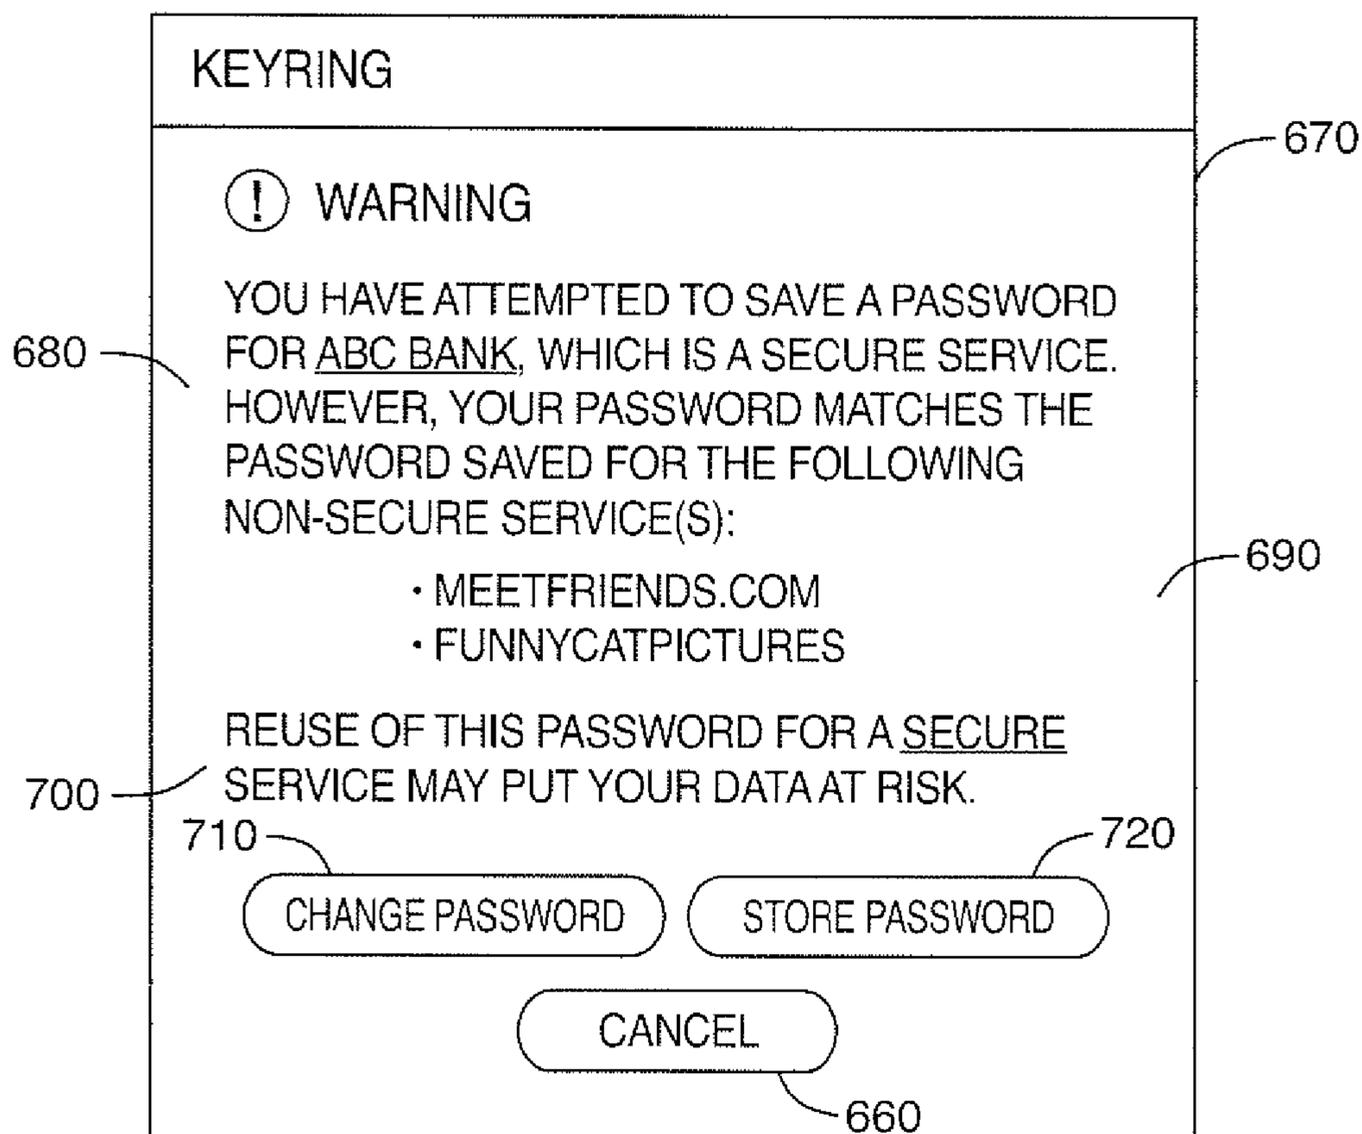 KEYRING
670
! WARNING
YOU HAVE ATTEMPTED TO SAVE A PASSWORD
680
FOR ABC BANK, WHICH IS A SECURE SERVICE.
HOWEVER, YOUR PASSWORD MATCHES THE
PASSWORD SAVED FOR THE FOLLOWING
NON-SECURE SERVICE(S):
690
· MEETFRIENDS.COM
· FUNNYCATPICTURES
REUSE OF THIS PASSWORD FOR A SECURE
700
SERVICE MAY PUT YOUR DATA AT RISK.
710
720
CHANGE PASSWORD
STORE PASSWORD
CANCEL
660